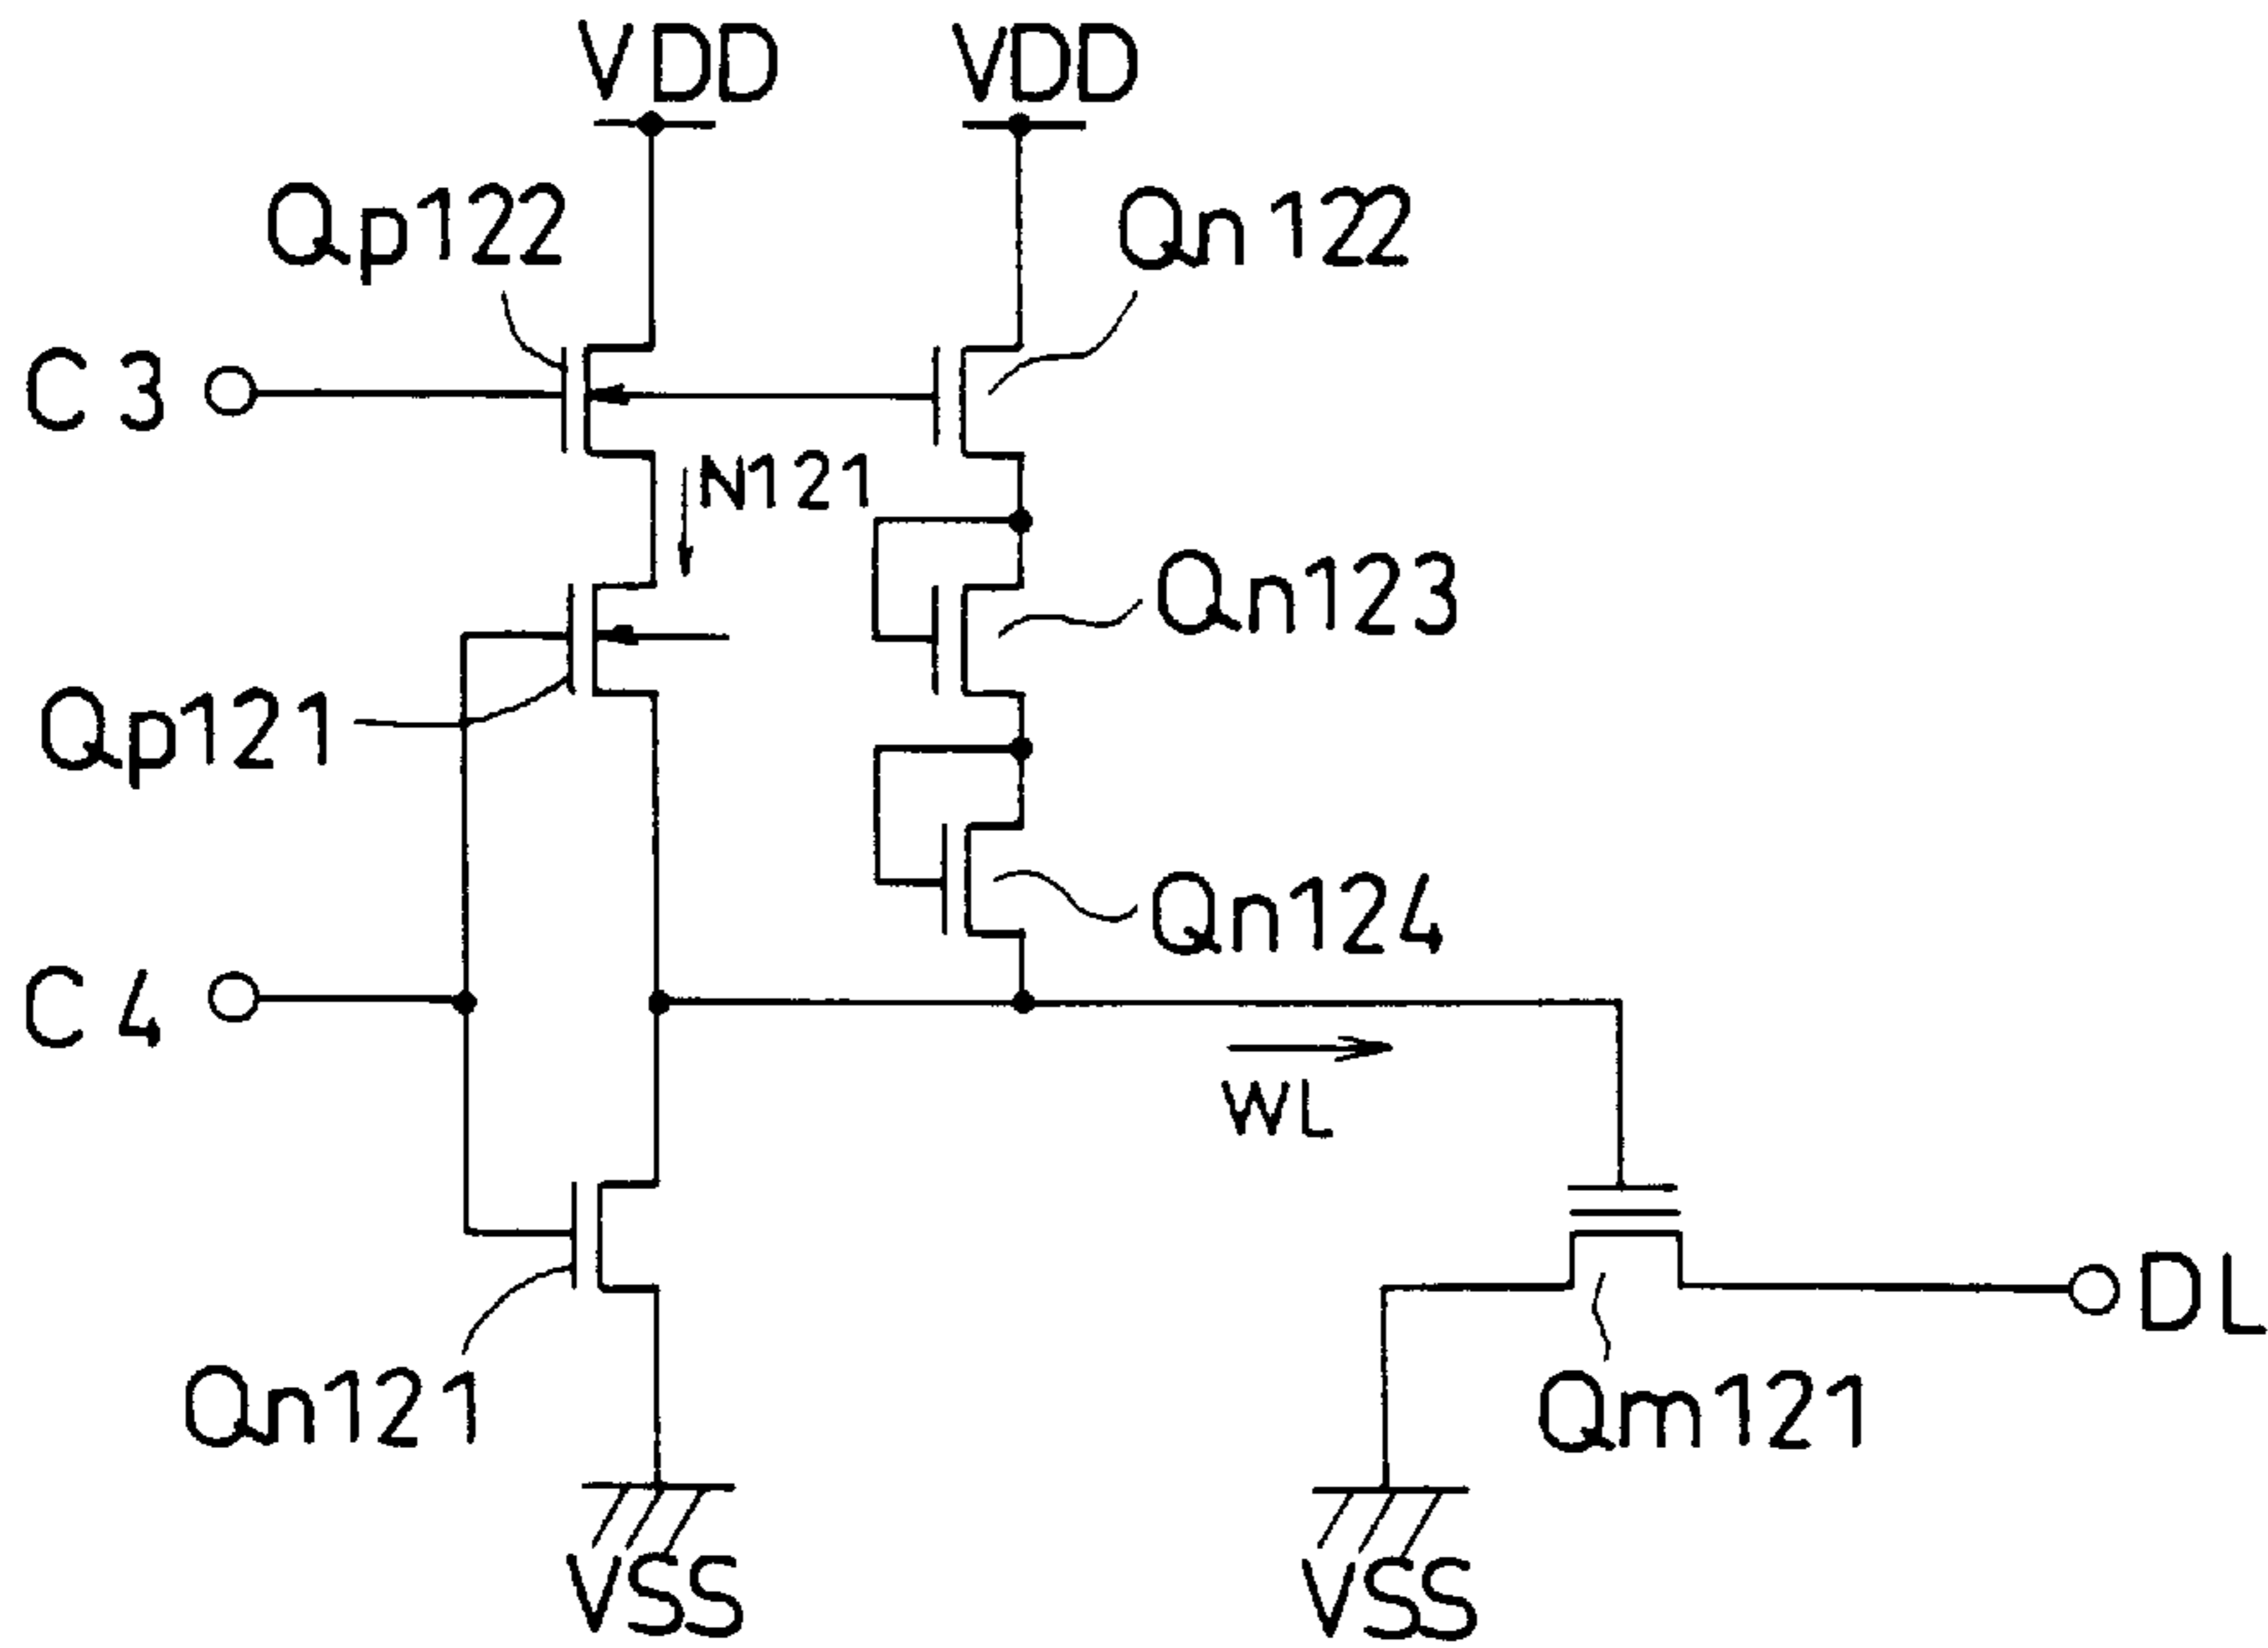 VDD VDD
Qp122 Qn122
C3
N121
Qn123
Qp121
Qn124
C4
WL
DL
Qn121 Qm121
VSS VSS